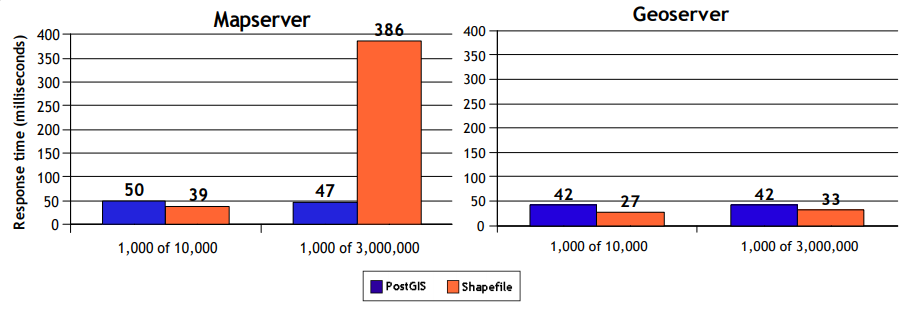 Mapserver
Response time (milliseconds)
400
350
300
250
200
150
100
50
0
50
39
47
386
1,000 of 10,000
1,000 of 3,000,000
Geoserver
400
350
300
250
200
150
100
50
0
42
27
42
33
1,000 of 10,000
1,000 of 3,000,000
PostGIS
Shapefile